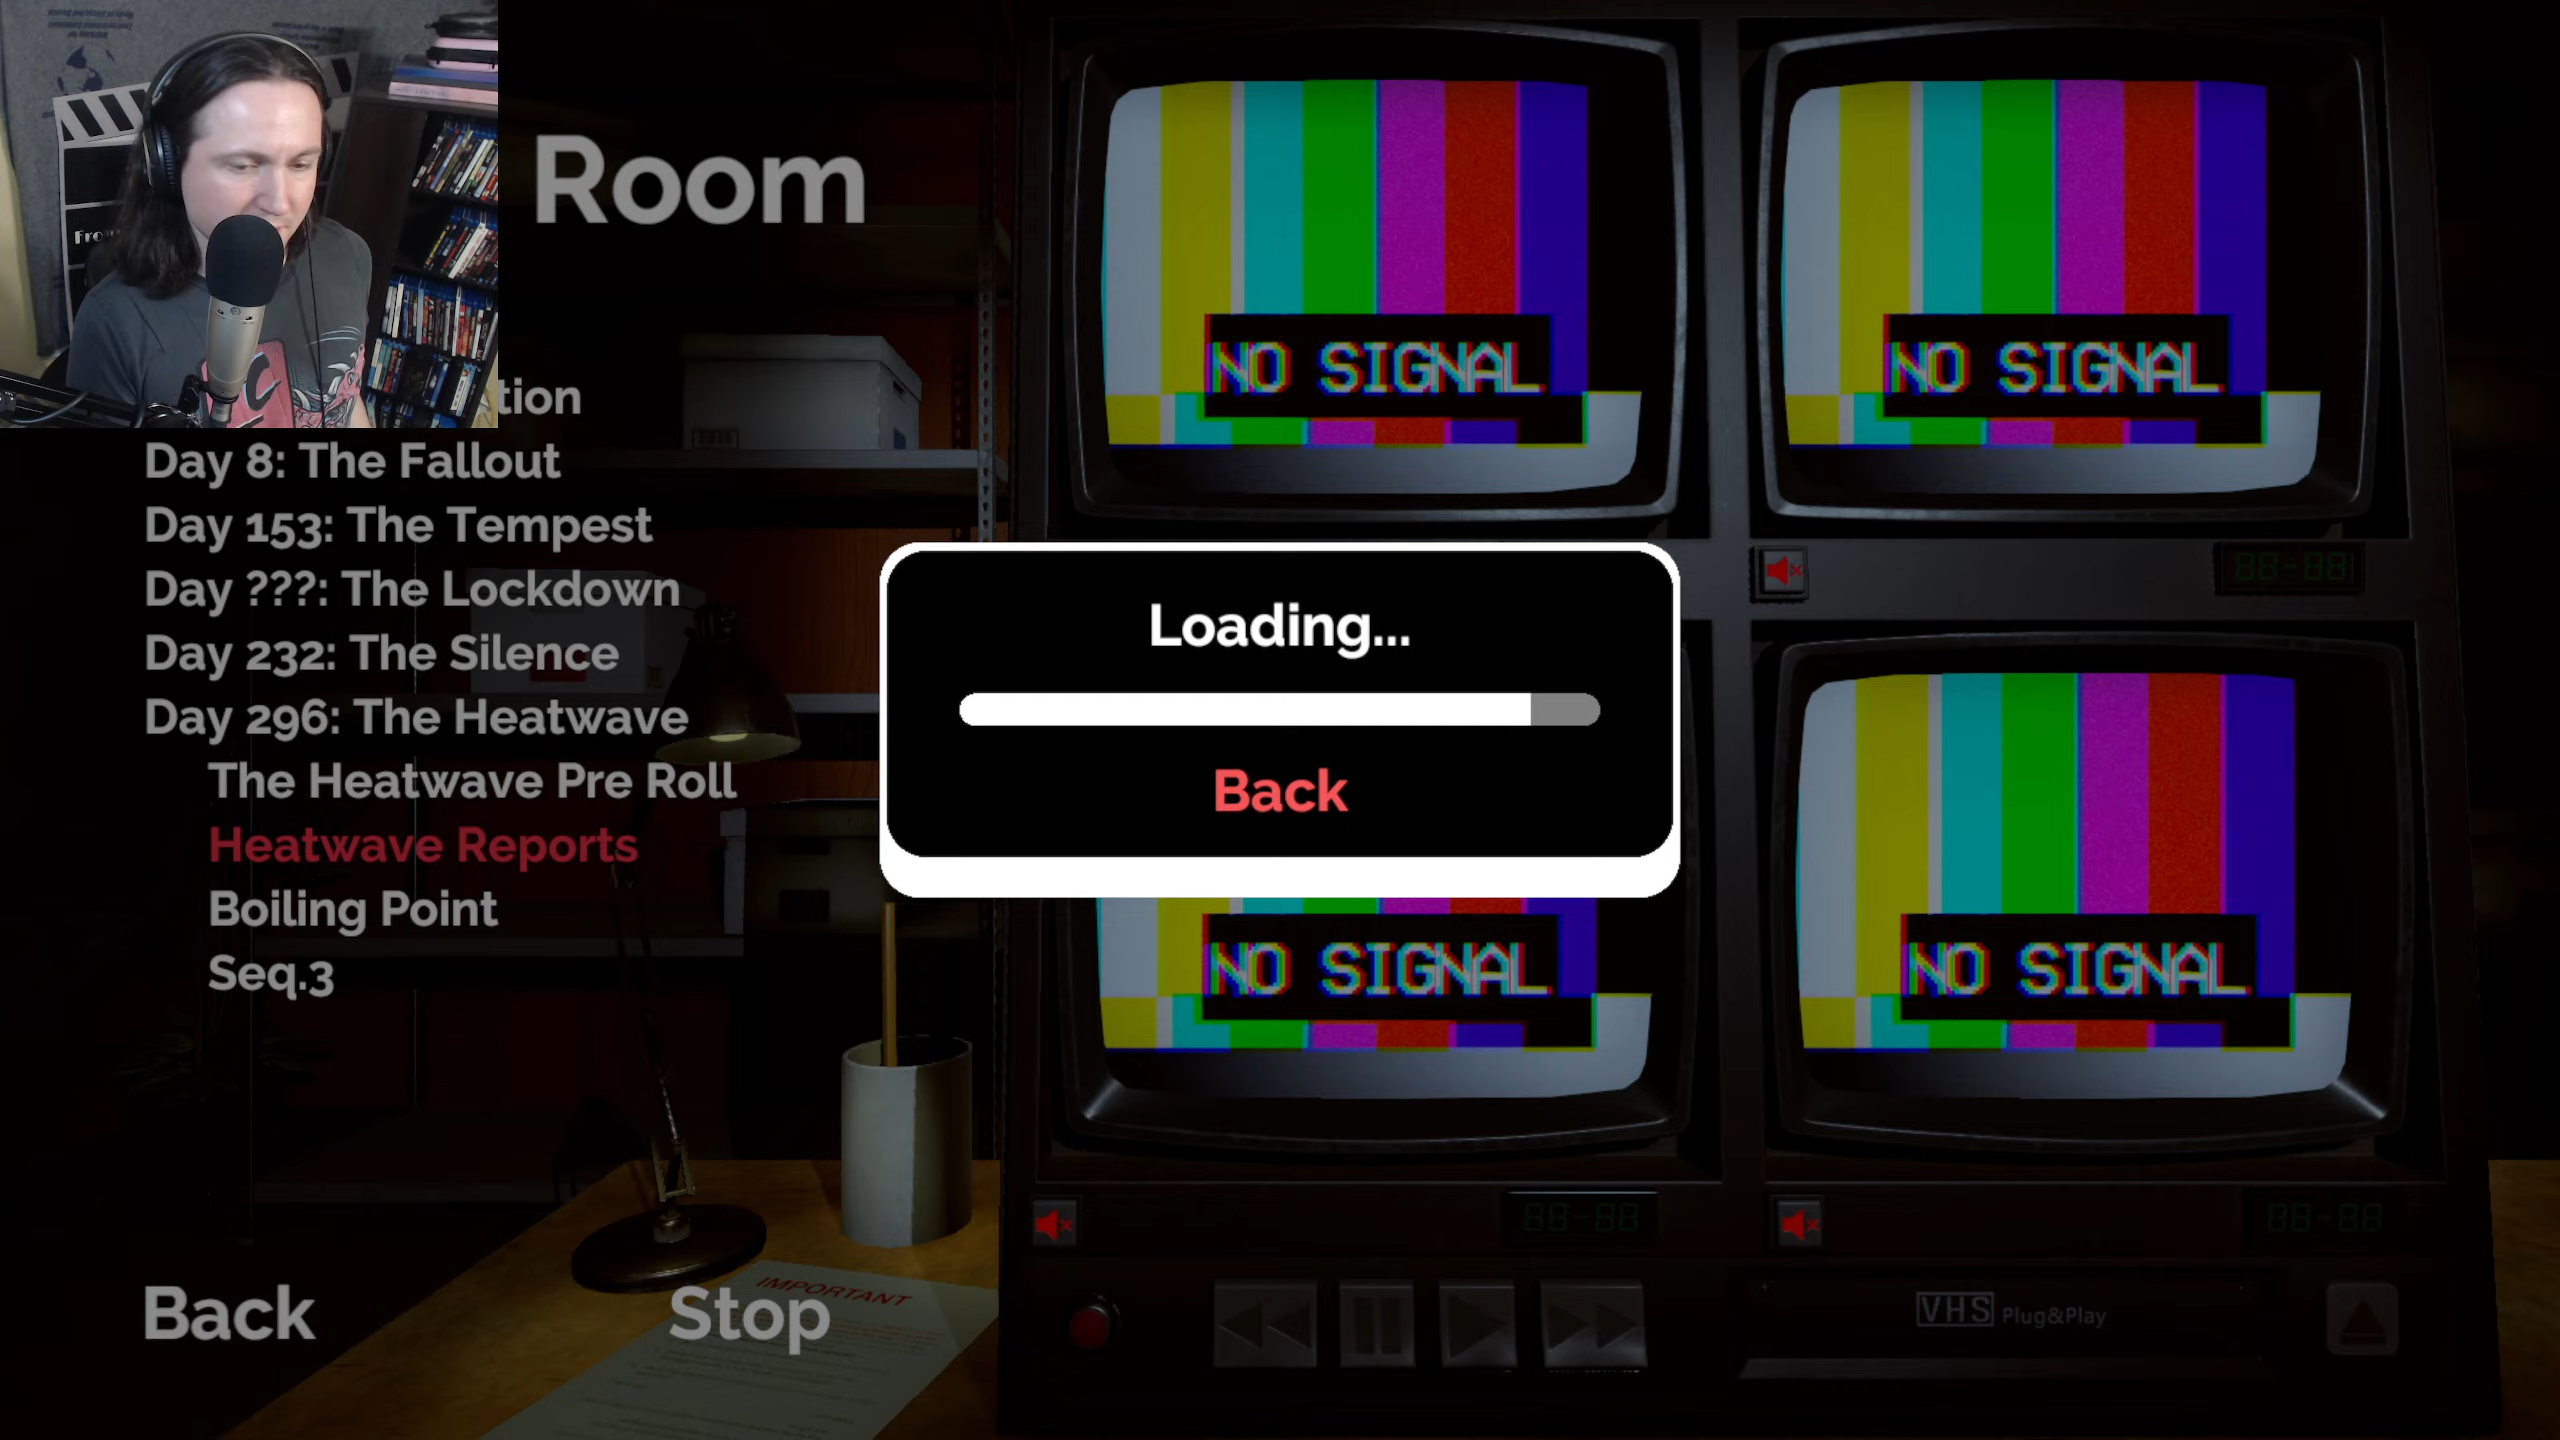 Room
tion
Day 8: The Fallout
Day 153: The Tempest
Day ???: The Lockdown
Day 232: The Silence
Day 296: The Heatwave
The Heatwave Pre Roll
Heatwave Reports
Boiling Point
Seq.3
Back
Stop
IMPORTANT
NO SIGNAL
NO SIGNAL
Loading...
Back
NO SIGNAL
NO SIGNAL
VHS Plug&Play